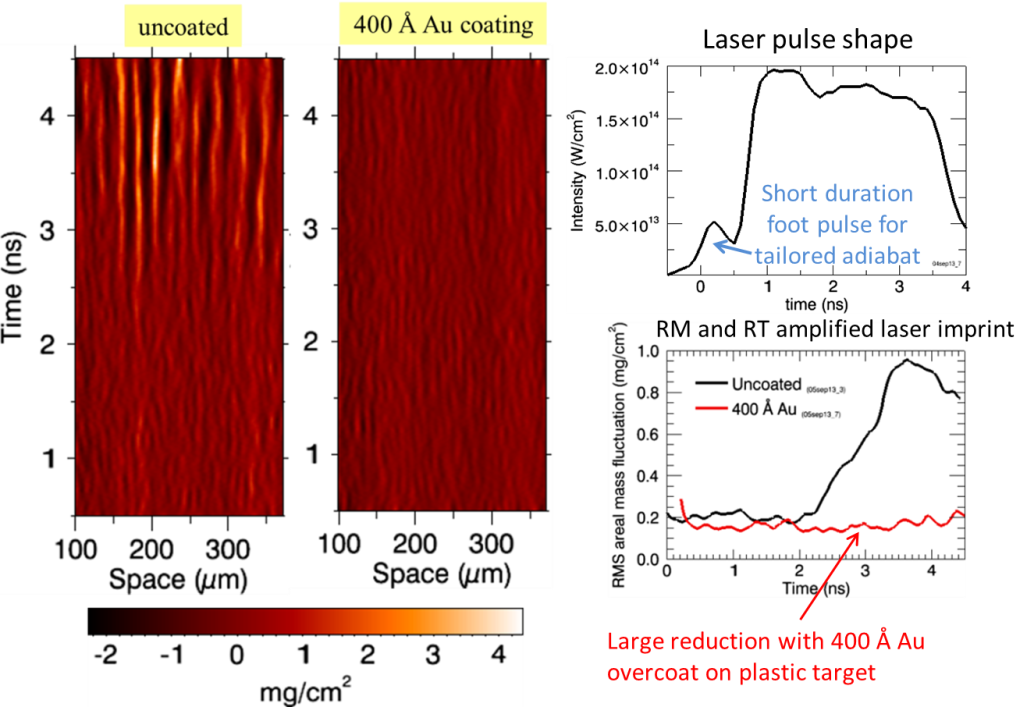 uncoated
400 Å Au coating
4
3
2
1
Time (ns)
100 200 300
Space (µm)
4
3
2
1
100 200 300
Space (µm)
-2 -1 0 1 2 3 4
mg/cm²
Laser pulse shape
2.0×10¹⁴
1.5×10¹⁴
1.0×10¹⁴
5.0×10¹³
Intensity (W/cm²)
Short duration
foot pulse for
tailored adiabat
04sep13_7
0 1 2 3 4
time (ns)
RM and RT amplified laser imprint
1.0
0.8
0.6
0.4
0.2
0.0
RMS areal mass fluctuation (mg/cm²)
Uncoated (05sep13_3)
400 Å Au (05sep13_7)
0 1 2 3 4
Time (ns)
Large reduction with 400 Å Au
overcoat on plastic target